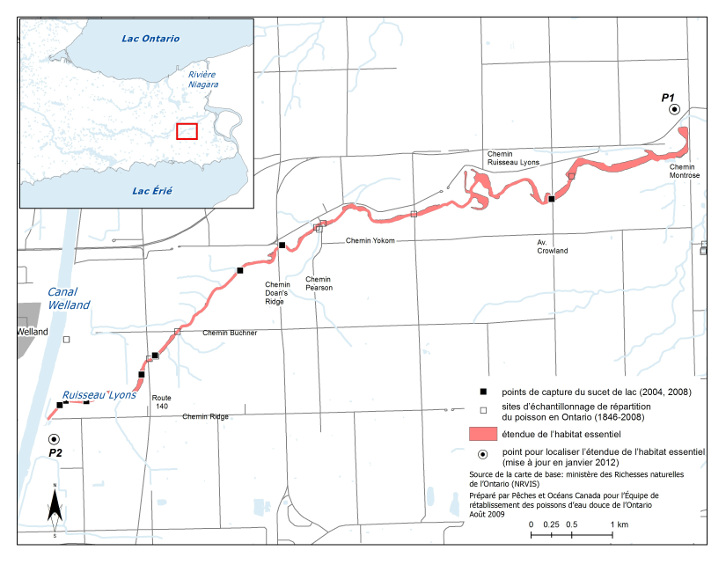 Lac Ontario
Rivière
Niagara
Lac Érié
P1
Chemin
Ruisseau Lyons
Chemin
Montrose
Chemin Yokom
Av.
Crowland
Chemin
Pearson
Chemin
Doan's
Ridge
Canal
Welland
Welland
Chemin Buchner
Ruisseau Lyons
Route
140
Chemin Ridge
P2
N
S
points de capture du sucet de lac (2004, 2008)
sites d'échantillonnage de répartition
du poisson en Ontario (1846-2008)
étendue de l'habitat essentiel
point pour localiser l'étendue de l'habitat essentiel
(mise à jour en janvier 2012)
Source de la carte de base: ministère des Richesses naturelles
de l'Ontario (NRVIS)
Préparé par Pêches et Océans Canada pour l'Équipe de
rétablissement des poissons d'eau douce de l'Ontario
Août 2009
0 0.25 0.5 1 km